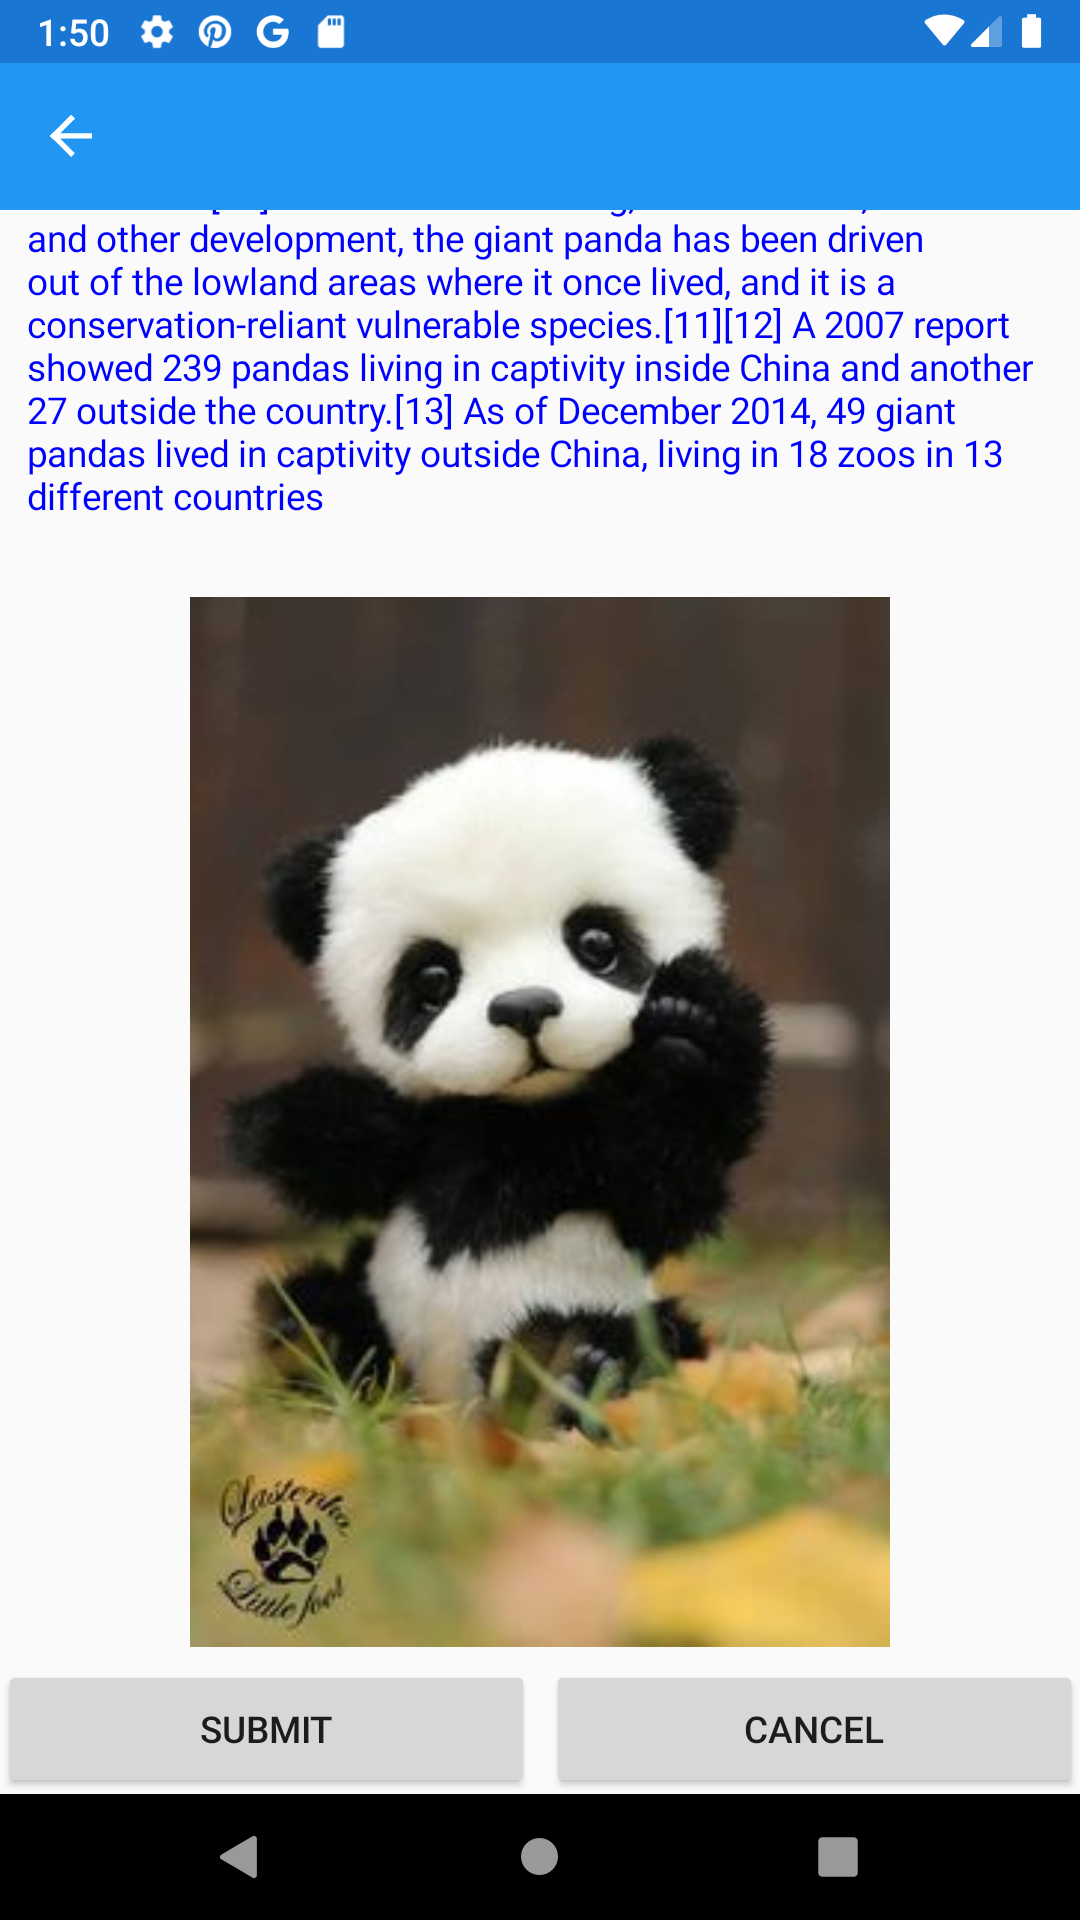 1:50
and other development, the giant panda has been driven
out of the lowland areas where it once lived, and it is a
conservation-reliant vulnerable species.[11][12] A 2007 report
showed 239 pandas living in captivity inside China and another
27 outside the country.[13] As of December 2014, 49 giant
pandas lived in captivity outside China, living in 18 zoos in 13
different countries
Lastenka
Little foot
SUBMIT
CANCEL